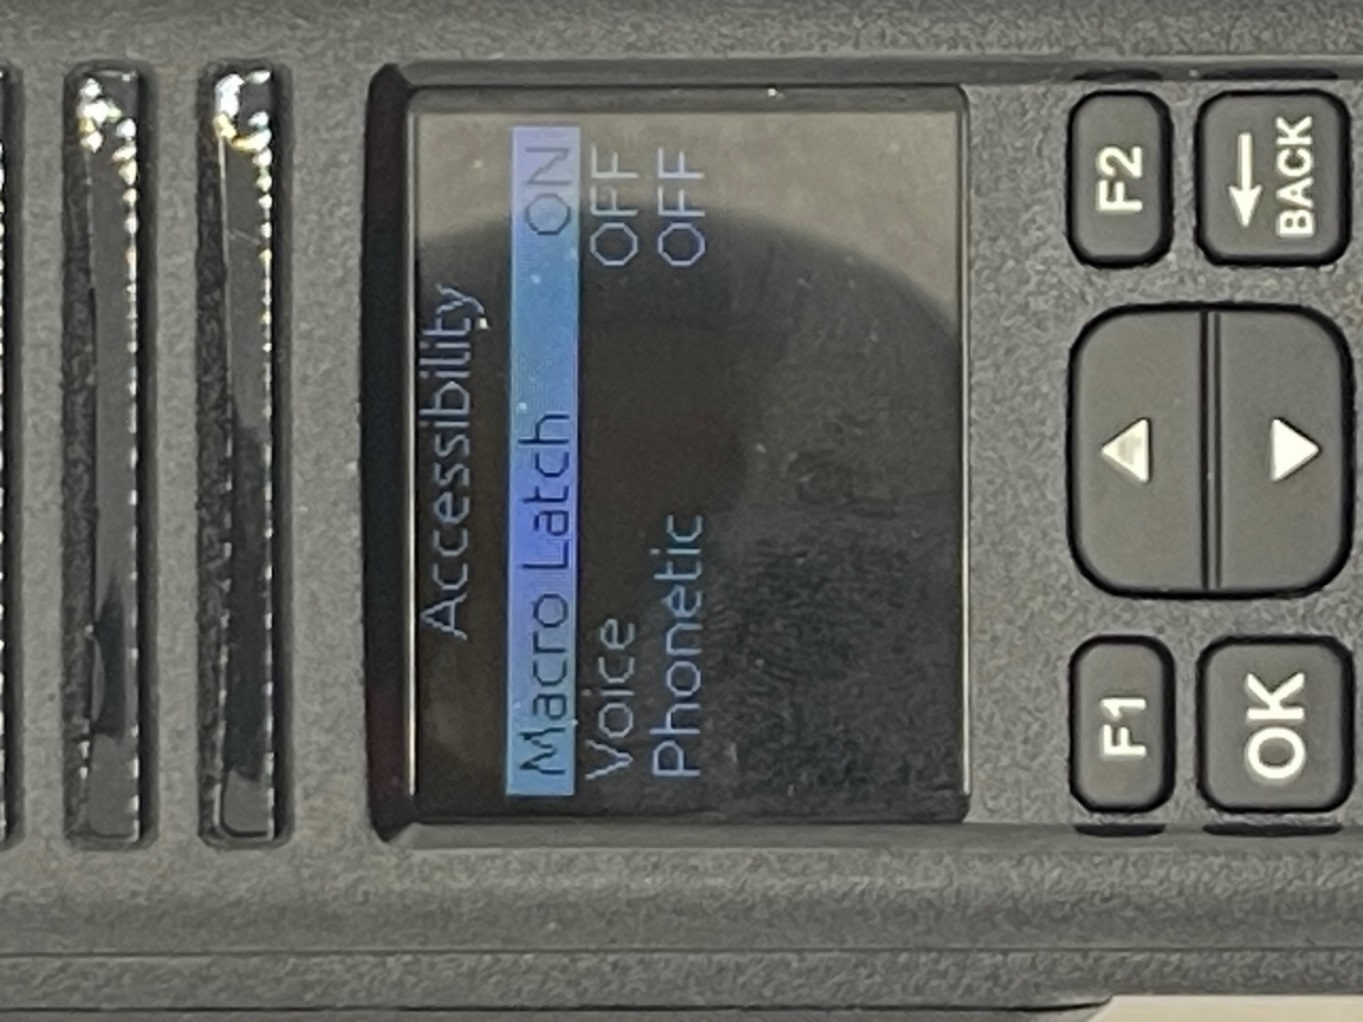 Accessibility
Macro Latch ON
Voice OFF
Phonetic OFF
F1
F2
OK
BACK